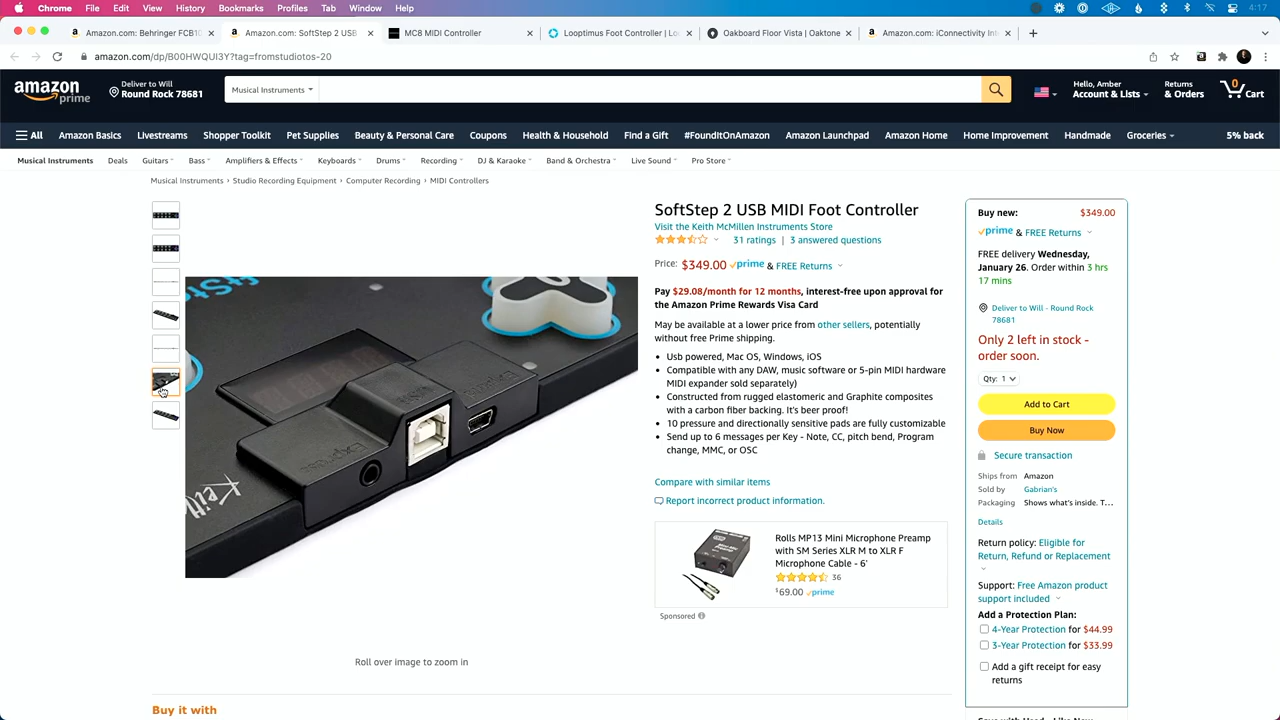 Chrome File Edit View History Bookmarks Profiles Tab Window Help 4:17
Amazon.com: Behringer FCB10
Amazon.com: SoftStep 2 USB
MC8 MIDI Controller
Looptimus Foot Controller | Lo
Oakboard Floor Vista | Oaktone
Amazon.com: iConnectivity Int
amazon.com/dp/B00HWQUI3Y?tag=fromstudiotos-20
amazon prime
Deliver to Will
Round Rock 78681
Musical Instruments
Hello, Amber
Account & Lists
Returns
& Orders
0
Cart
All Amazon Basics Livestreams Shopper Toolkit Pet Supplies Beauty & Personal Care Coupons Health & Household Find a Gift #FoundItOnAmazon Amazon Launchpad Amazon Home Home Improvement Handmade Groceries 5% back
Musical Instruments Deals Guitars Bass Amplifiers & Effects Keyboards Drums Recording DJ & Karaoke Band & Orchestra Live Sound Pro Store
Musical Instruments › Studio Recording Equipment › Computer Recording › MIDI Controllers
Keith
Roll over image to zoom in
SoftStep 2 USB MIDI Foot Controller
Visit the Keith McMillen Instruments Store
31 ratings | 3 answered questions
Price: $349.00 prime & FREE Returns
Pay $29.08/month for 12 months, interest-free upon approval for
the Amazon Prime Rewards Visa Card
May be available at a lower price from other sellers, potentially
without free Prime shipping.
• Usb powered, Mac OS, Windows, iOS
• Compatible with any DAW, music software or 5-pin MIDI hardware
MIDI expander sold separately)
• Constructed from rugged elastomeric and Graphite composites
with a carbon fiber backing. It's beer proof!
• 10 pressure and directionally sensitive pads are fully customizable
• Send up to 6 messages per Key - Note, CC, pitch bend, Program
change, MMC, or OSC
Compare with similar items
Report incorrect product information.
Rolls MP13 Mini Microphone Preamp
with SM Series XLR M to XLR F
Microphone Cable - 6'
36
$69.00 prime
Sponsored
Buy new: $349.00
prime & FREE Returns
FREE delivery Wednesday,
January 26. Order within 3 hrs
17 mins
Deliver to Will - Round Rock
78681
Only 2 left in stock -
order soon.
Qty: 1
Add to Cart
Buy Now
Secure transaction
Ships from Amazon
Sold by Gabrian's
Packaging Shows what's inside. T...
Details
Return policy: Eligible for
Return, Refund or Replacement
Support: Free Amazon product
support included
Add a Protection Plan:
4-Year Protection for $44.99
3-Year Protection for $33.99
Add a gift receipt for easy
returns
Buy it with